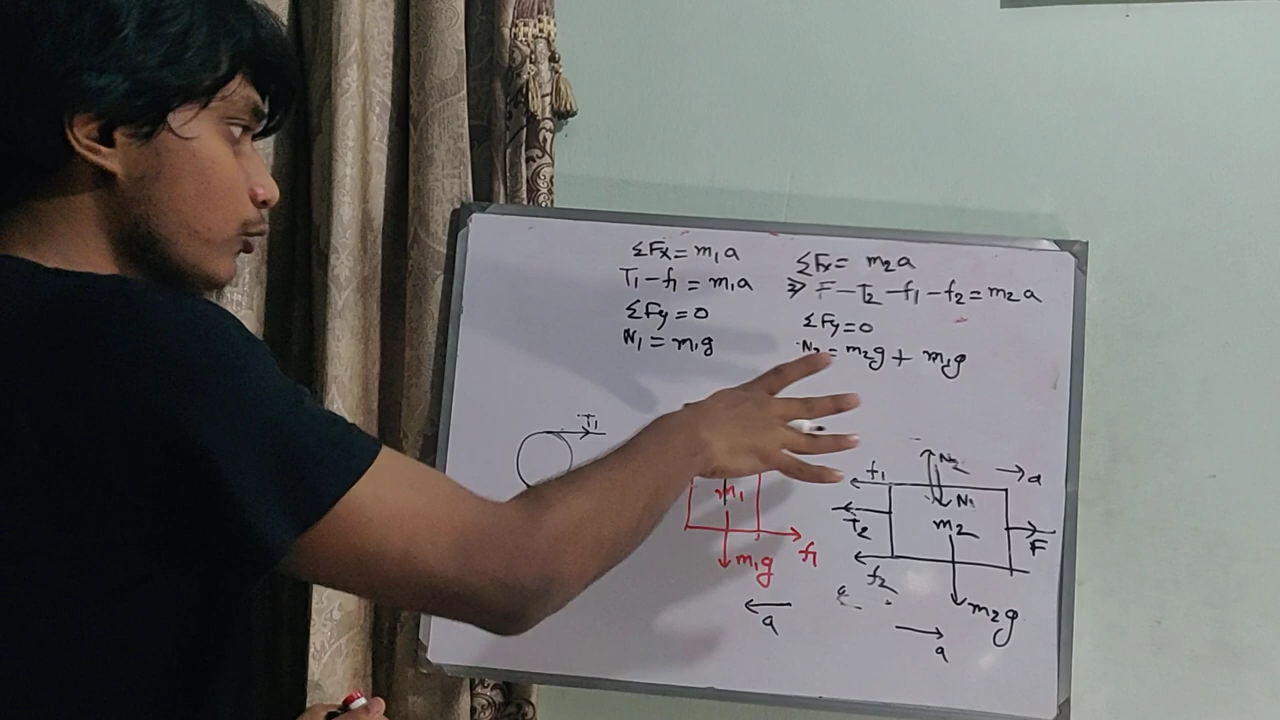 ΣFx = m₁a
T₁ - f₁ = m₁a
ΣFy = 0
N₁ = m₁g
ΣFx = m₂a
⇒ F - T₂ - f₁ - f₂ = m₂a
ΣFy = 0
N₂ = m₂g + m₁g
T₁
m₁
f₁
m₁g
a
f₁
N₂
a
N₁
T₂
m₂
F
f₂
m₂g
a